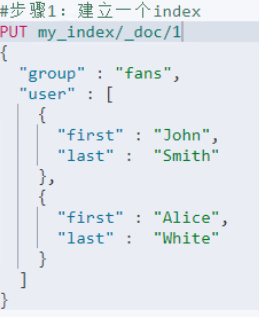 #步骤1: 建立一个index
PUT my_index/_doc/1
{
  "group" : "fans",
  "user" : [
    {
      "first" : "John",
      "last" : "Smith"
    },
    {
      "first" : "Alice",
      "last" : "White"
    }
  ]
}